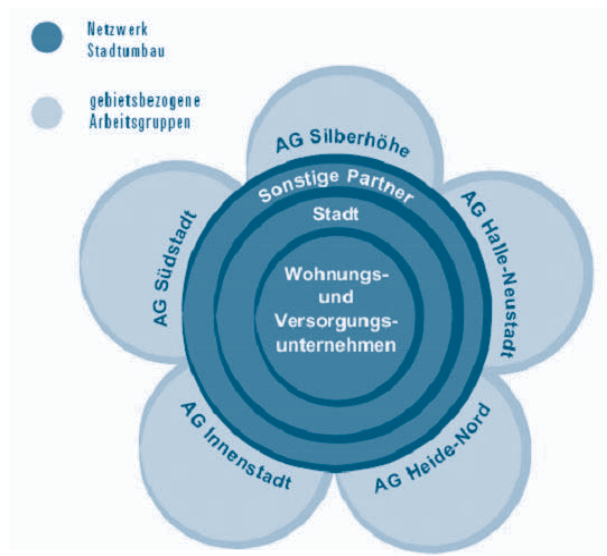 Netzwerk
Stadtumbau
gebietsbezogene
Arbeitsgruppen
AG Silberhöhe
Sonstige Partner
Stadt
Wohnungs-
und
Versorgungs-
unternehmen
AG Südstadt
AG Halle-Neustadt
AG Innenstadt
AG Heide-Nord